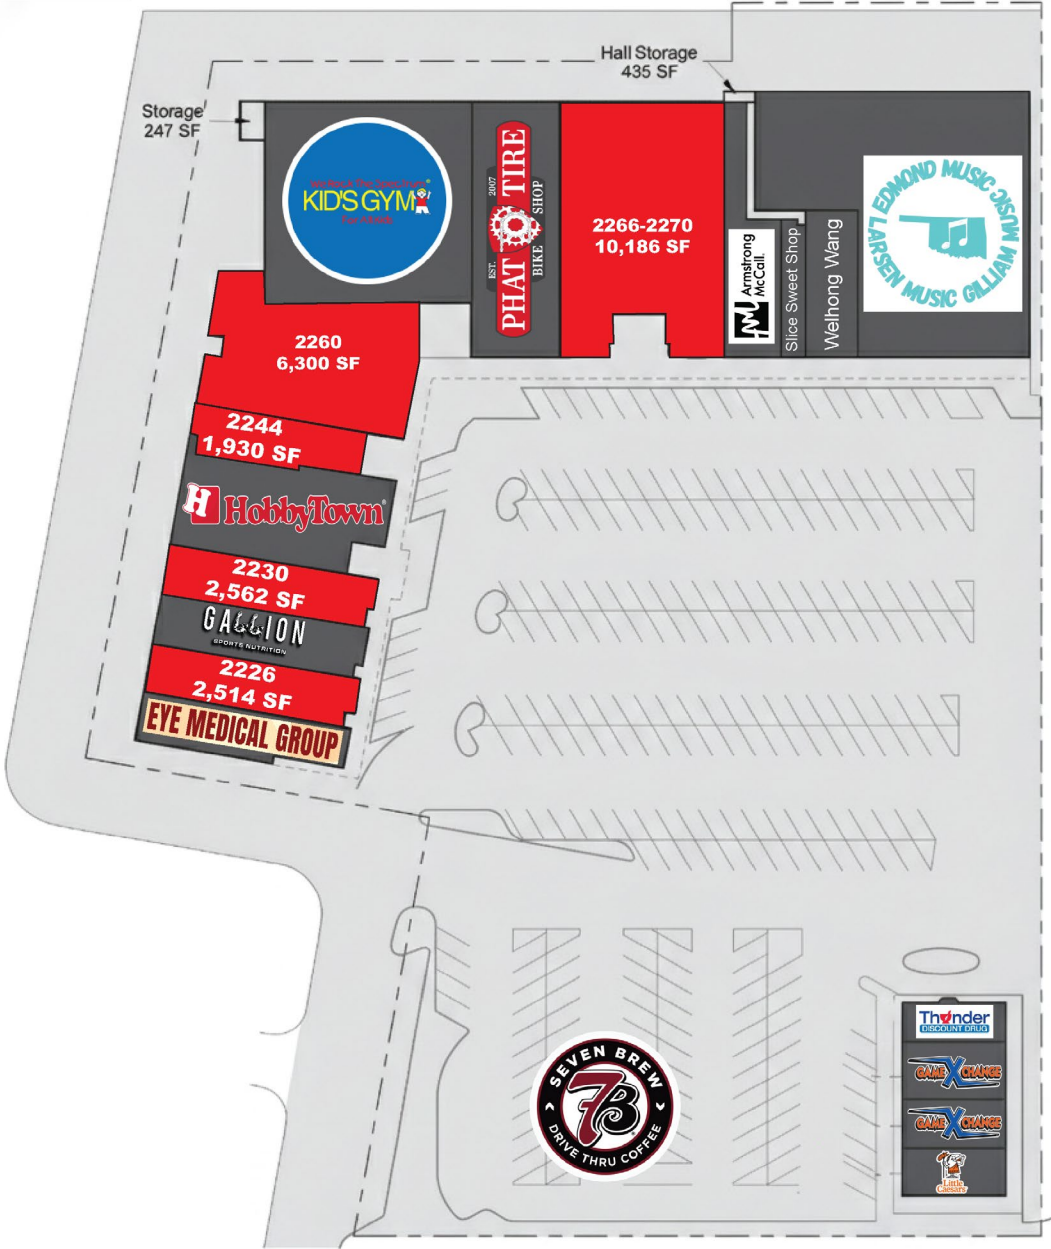 Hall Storage
435 SF
Storage
247 SF
KID'S GYM
2007
PHAT TIRE
EST.
BIKE SHOP
2266-2270
10,186 SF
Armstrong
McCall.
Slice Sweet Shop
Welhong Wang
EDMOND MUSIC
LARSEN MUSIC GILLIAM MUSIC
2260
6,300 SF
2244
1,930 SF
H HobbyTown
2230
2,562 SF
GALLION
SPORTS NUTRITION
2226
2,514 SF
EYE MEDICAL GROUP
Thunder
DISCOUNT DRUG
GAME X CHANGE
GAME X CHANGE
Little
Caesars
SEVEN BREW
7B
DRIVE THRU COFFEE